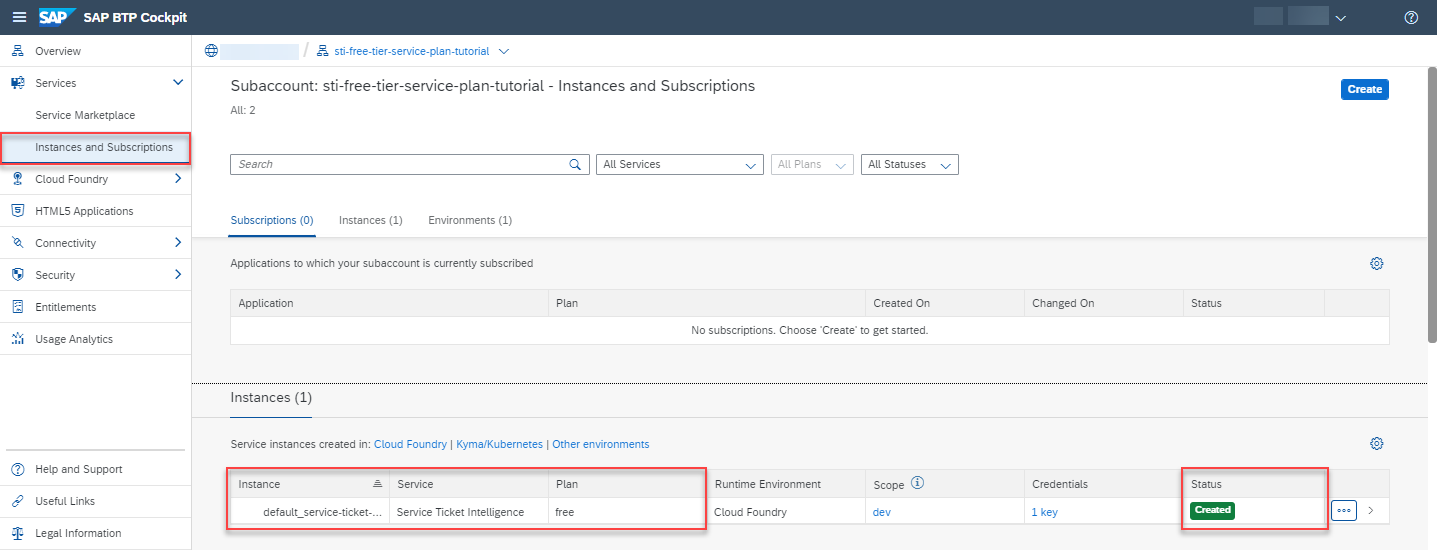 SAP SAP BTP Cockpit
Overview
sti-free-tier-service-plan-tutorial
Services
Service Marketplace
Instances and Subscriptions
Cloud Foundry
HTML5 Applications
Connectivity
Security
Entitlements
Usage Analytics
Help and Support
Useful Links
Legal Information
Subaccount: sti-free-tier-service-plan-tutorial - Instances and Subscriptions
Create
All: 2
Search All Services All Plans All Statuses
Subscriptions (0) Instances (1) Environments (1)
Applications to which your subaccount is currently subscribed
Application Plan Created On Changed On Status
No subscriptions. Choose 'Create' to get started.
Instances (1)
Service instances created in: Cloud Foundry | Kyma/Kubernetes | Other environments
Instance Service Plan Runtime Environment Scope Credentials Status
default_service-ticket-... Service Ticket Intelligence free Cloud Foundry dev 1 key Created